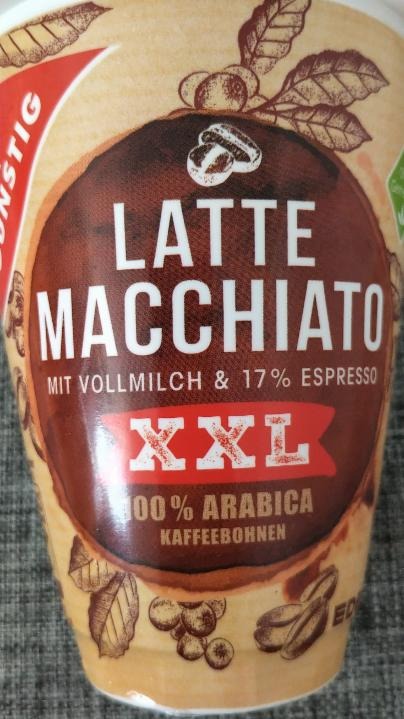 LATTE
MACCHIATO
MIT VOLLMILCH & 17% ESPRESSO
XXL
100% ARABICA
KAFFEEBOHNEN